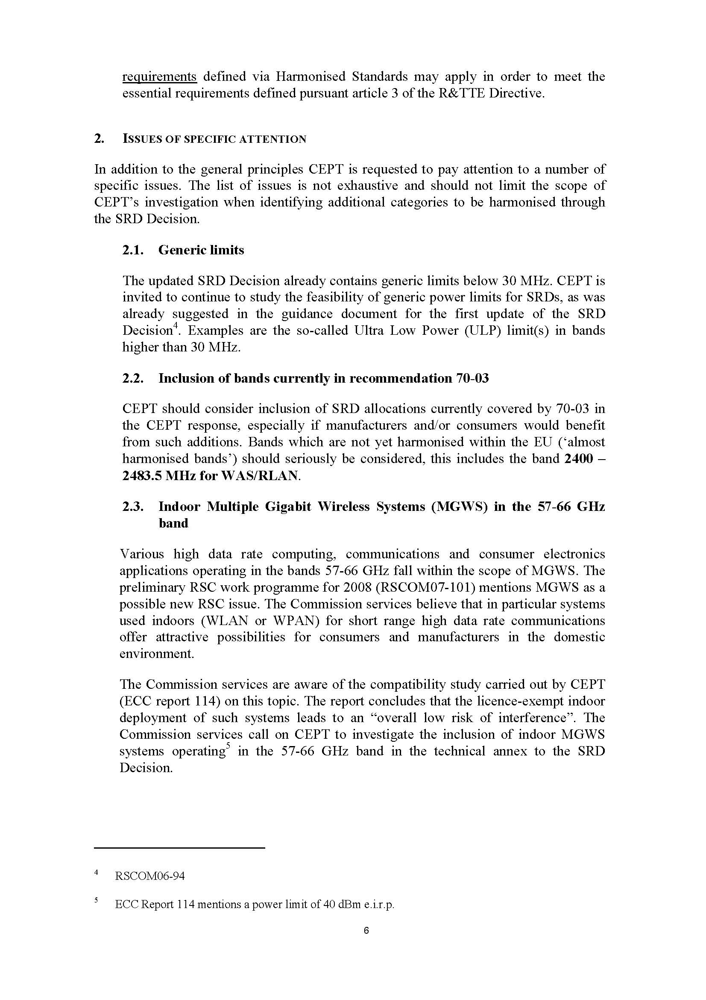 requirements defined via Harmonised Standards may apply in order to meet the
essential requirements defined pursuant article 3 of the R&TTE Directive.
2. ISSUES OF SPECIFIC ATTENTION
In addition to the general principles CEPT is requested to pay attention to a number of
specific issues. The list of issues is not exhaustive and should not limit the scope of
CEPT’s investigation when identifying additional categories to be harmonised through
the SRD Decision.
2.1. Generic limits
The updated SRD Decision already contains generic limits below 30 MHz. CEPT is
invited to continue to study the feasibility of generic power limits for SRDs, as was
already suggested in the guidance document for the first update of the SRD
Decision4. Examples are the so-called Ultra Low Power (ULP) limit(s) in bands
higher than 30 MHz.
2.2. Inclusion of bands currently in recommendation 70-03
CEPT should consider inclusion of SRD allocations currently covered by 70-03 in
the CEPT response, especially if manufacturers and/or consumers would benefit
from such additions. Bands which are not yet harmonised within the EU (‘almost
harmonised bands’) should seriously be considered, this includes the band 2400 –
2483.5 MHz for WAS/RLAN.
2.3. Indoor Multiple Gigabit Wireless Systems (MGWS) in the 57-66 GHz
band
Various high data rate computing, communications and consumer electronics
applications operating in the bands 57-66 GHz fall within the scope of MGWS. The
preliminary RSC work programme for 2008 (RSCOM07-101) mentions MGWS as a
possible new RSC issue. The Commission services believe that in particular systems
used indoors (WLAN or WPAN) for short range high data rate communications
offer attractive possibilities for consumers and manufacturers in the domestic
environment.
The Commission services are aware of the compatibility study carried out by CEPT
(ECC report 114) on this topic. The report concludes that the licence-exempt indoor
deployment of such systems leads to an “overall low risk of interference”. The
Commission services call on CEPT to investigate the inclusion of indoor MGWS
systems operating5 in the 57-66 GHz band in the technical annex to the SRD
Decision.
4 RSCOM06-94
5 ECC Report 114 mentions a power limit of 40 dBm e.i.r.p.
6